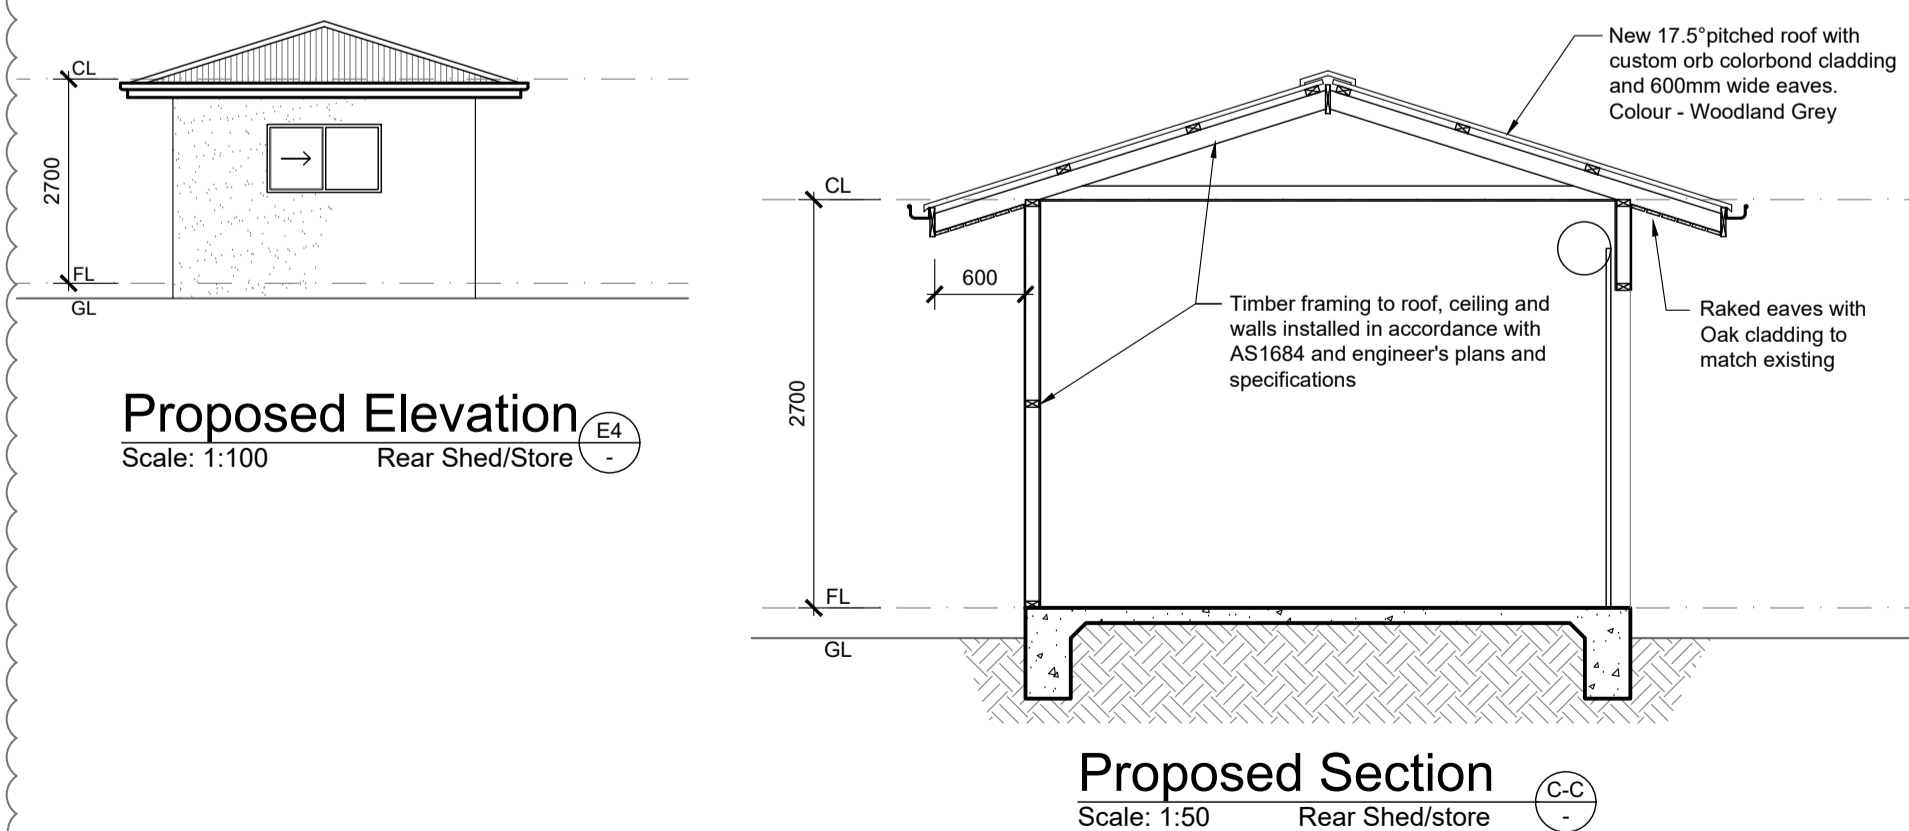 CL
2700
FL
GL
Proposed Elevation
Scale: 1:100
Rear Shed/Store
E4
-
New 17.5°pitched roof with
custom orb colorbond cladding
and 600mm wide eaves.
Colour - Woodland Grey
CL
600
2700
Timber framing to roof, ceiling and
walls installed in accordance with
AS1684 and engineer's plans and
specifications
Raked eaves with
Oak cladding to
match existing
FL
GL
Proposed Section
Scale: 1:50
Rear Shed/store
C-C
-